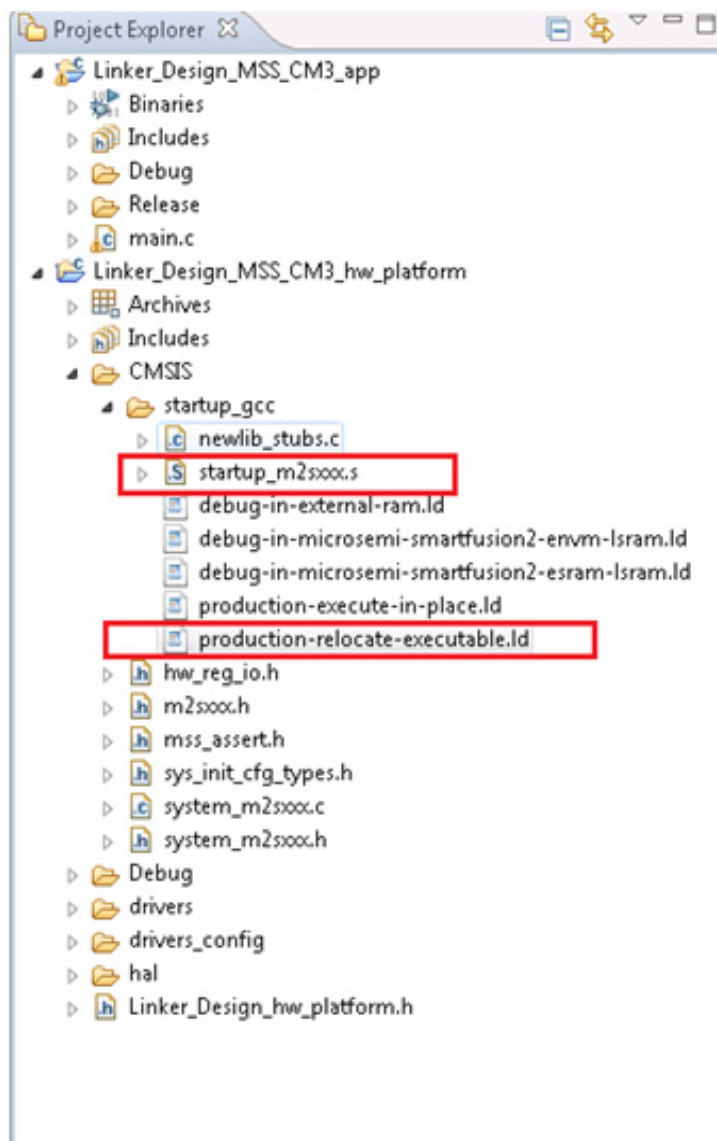 Project Explorer
Linker_Design_MSS_CM3_app
Binaries
Includes
Debug
Release
main.c
Linker_Design_MSS_CM3_hw_platform
Archives
Includes
CMSIS
startup_gcc
newlib_stubs.c
startup_m2sxxx.s
debug-in-external-ram.ld
debug-in-microsemi-smartfusion2-envm-lsram.ld
debug-in-microsemi-smartfusion2-esram-lsram.ld
production-execute-in-place.ld
production-relocate-executable.ld
hw_reg_io.h
m2sxxx.h
mss_assert.h
sys_init_cfg_types.h
system_m2sxxx.c
system_m2sxxx.h
Debug
drivers
drivers_config
hal
Linker_Design_hw_platform.h